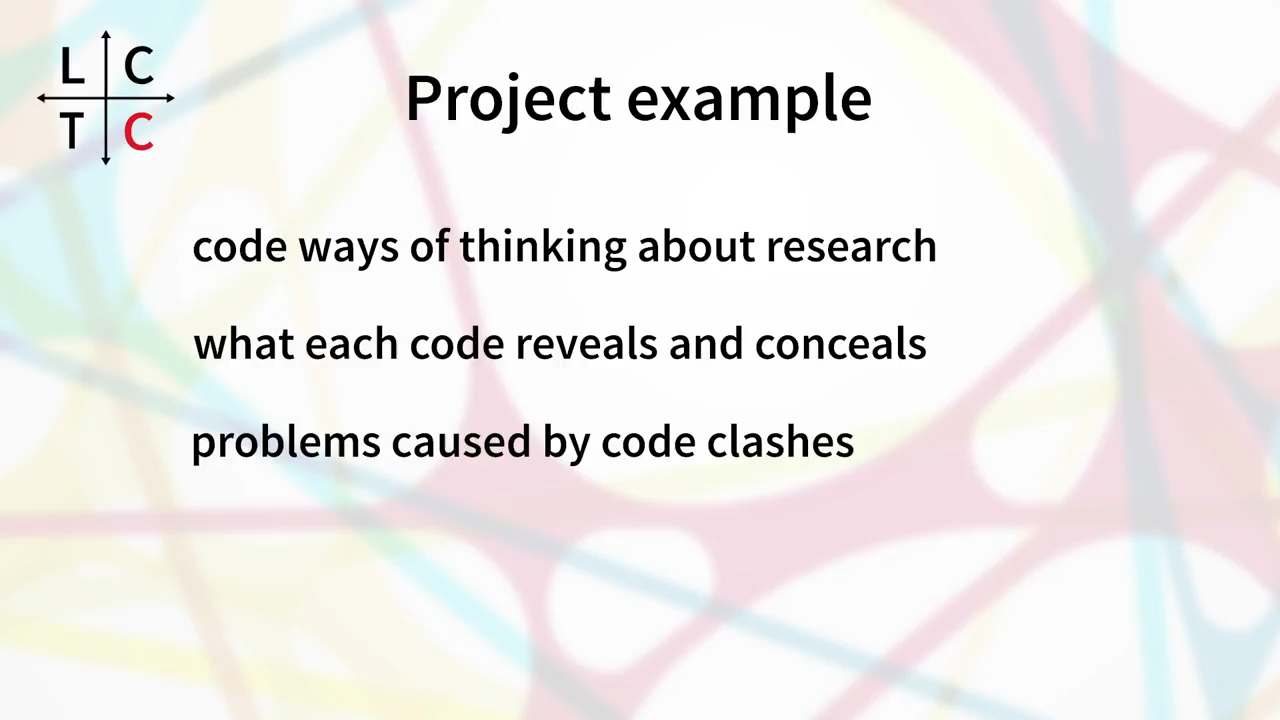 L C
T C
Project example
code ways of thinking about research
what each code reveals and conceals
problems caused by code clashes